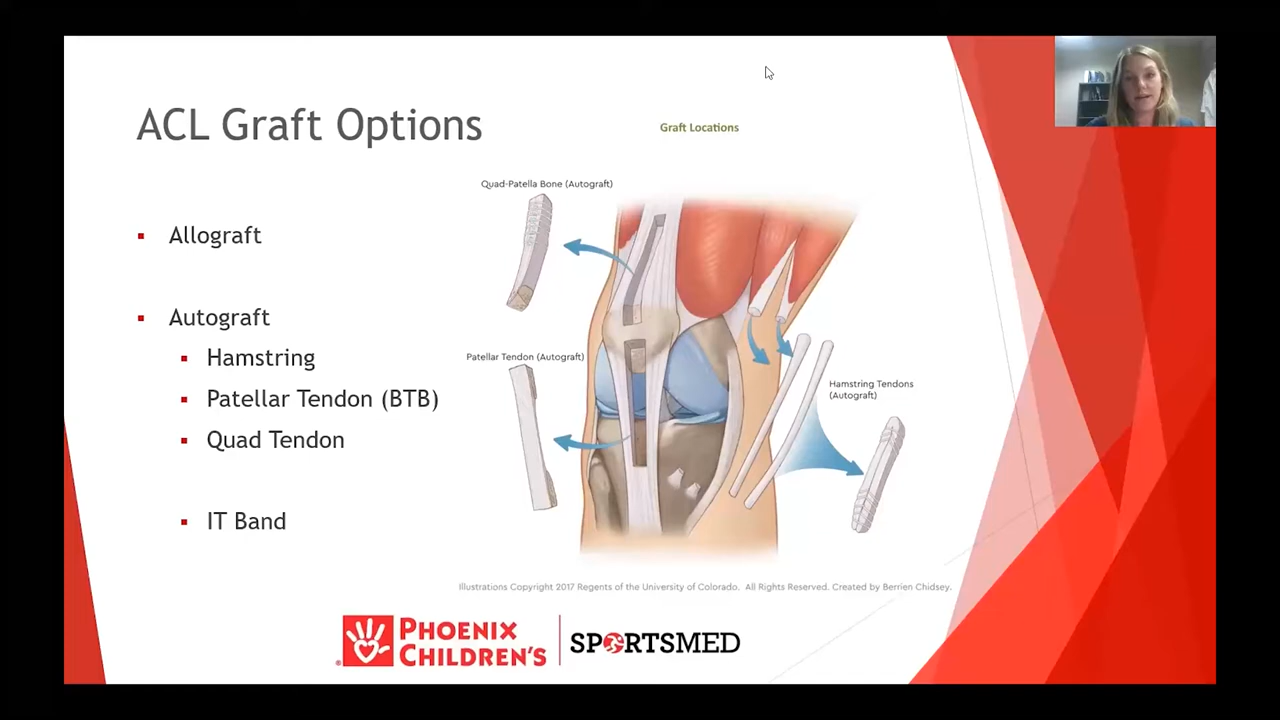 ACL Graft Options
Graft Locations
Allograft
Autograft
Hamstring
Patellar Tendon (BTB)
Quad Tendon
IT Band
Quad-Patella Bone (Autograft)
Patellar Tendon (Autograft)
Hamstring Tendons
(Autograft)
Illustrations Copyright 2017 Regents of the University of Colorado. All Rights Reserved. Created by Berrien Chidsey.
PHOENIX
CHILDREN'S
SPORTSMED